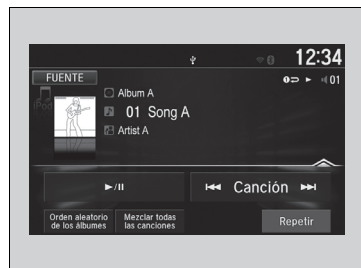 12:34
FUENTE
01
iPod
Album A
01 Song A
Artist A
Canción
Orden aleatorio
de los álbumes
Mezclar todas
las canciones
Repetir